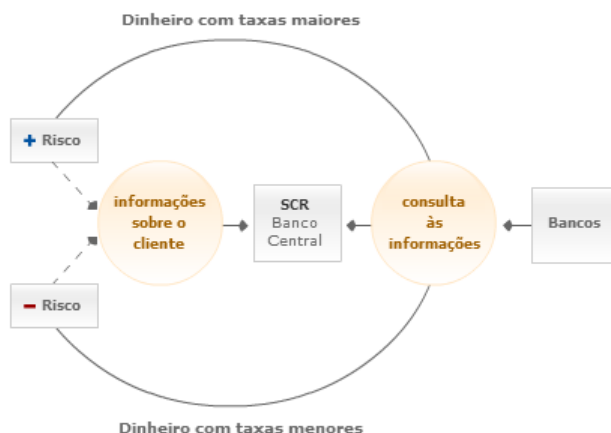 Dinheiro com taxas maiores
+ Risco
informações
sobre o
cliente
SCR
Banco
Central
consulta
às
informações
Bancos
− Risco
Dinheiro com taxas menores